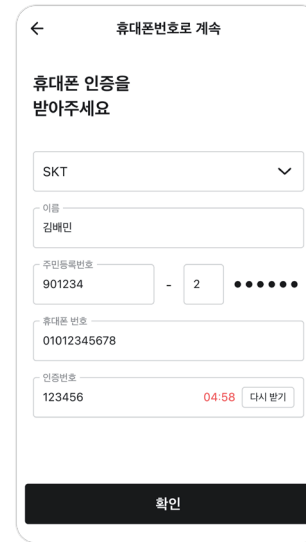 휴대폰번호로 계속
휴대폰 인증을
받아주세요
SKT
이름
김배민
주민등록번호
901234 - 2 ●●●●●●
휴대폰 번호
01012345678
인증번호
123456 04:58 다시 받기
확인